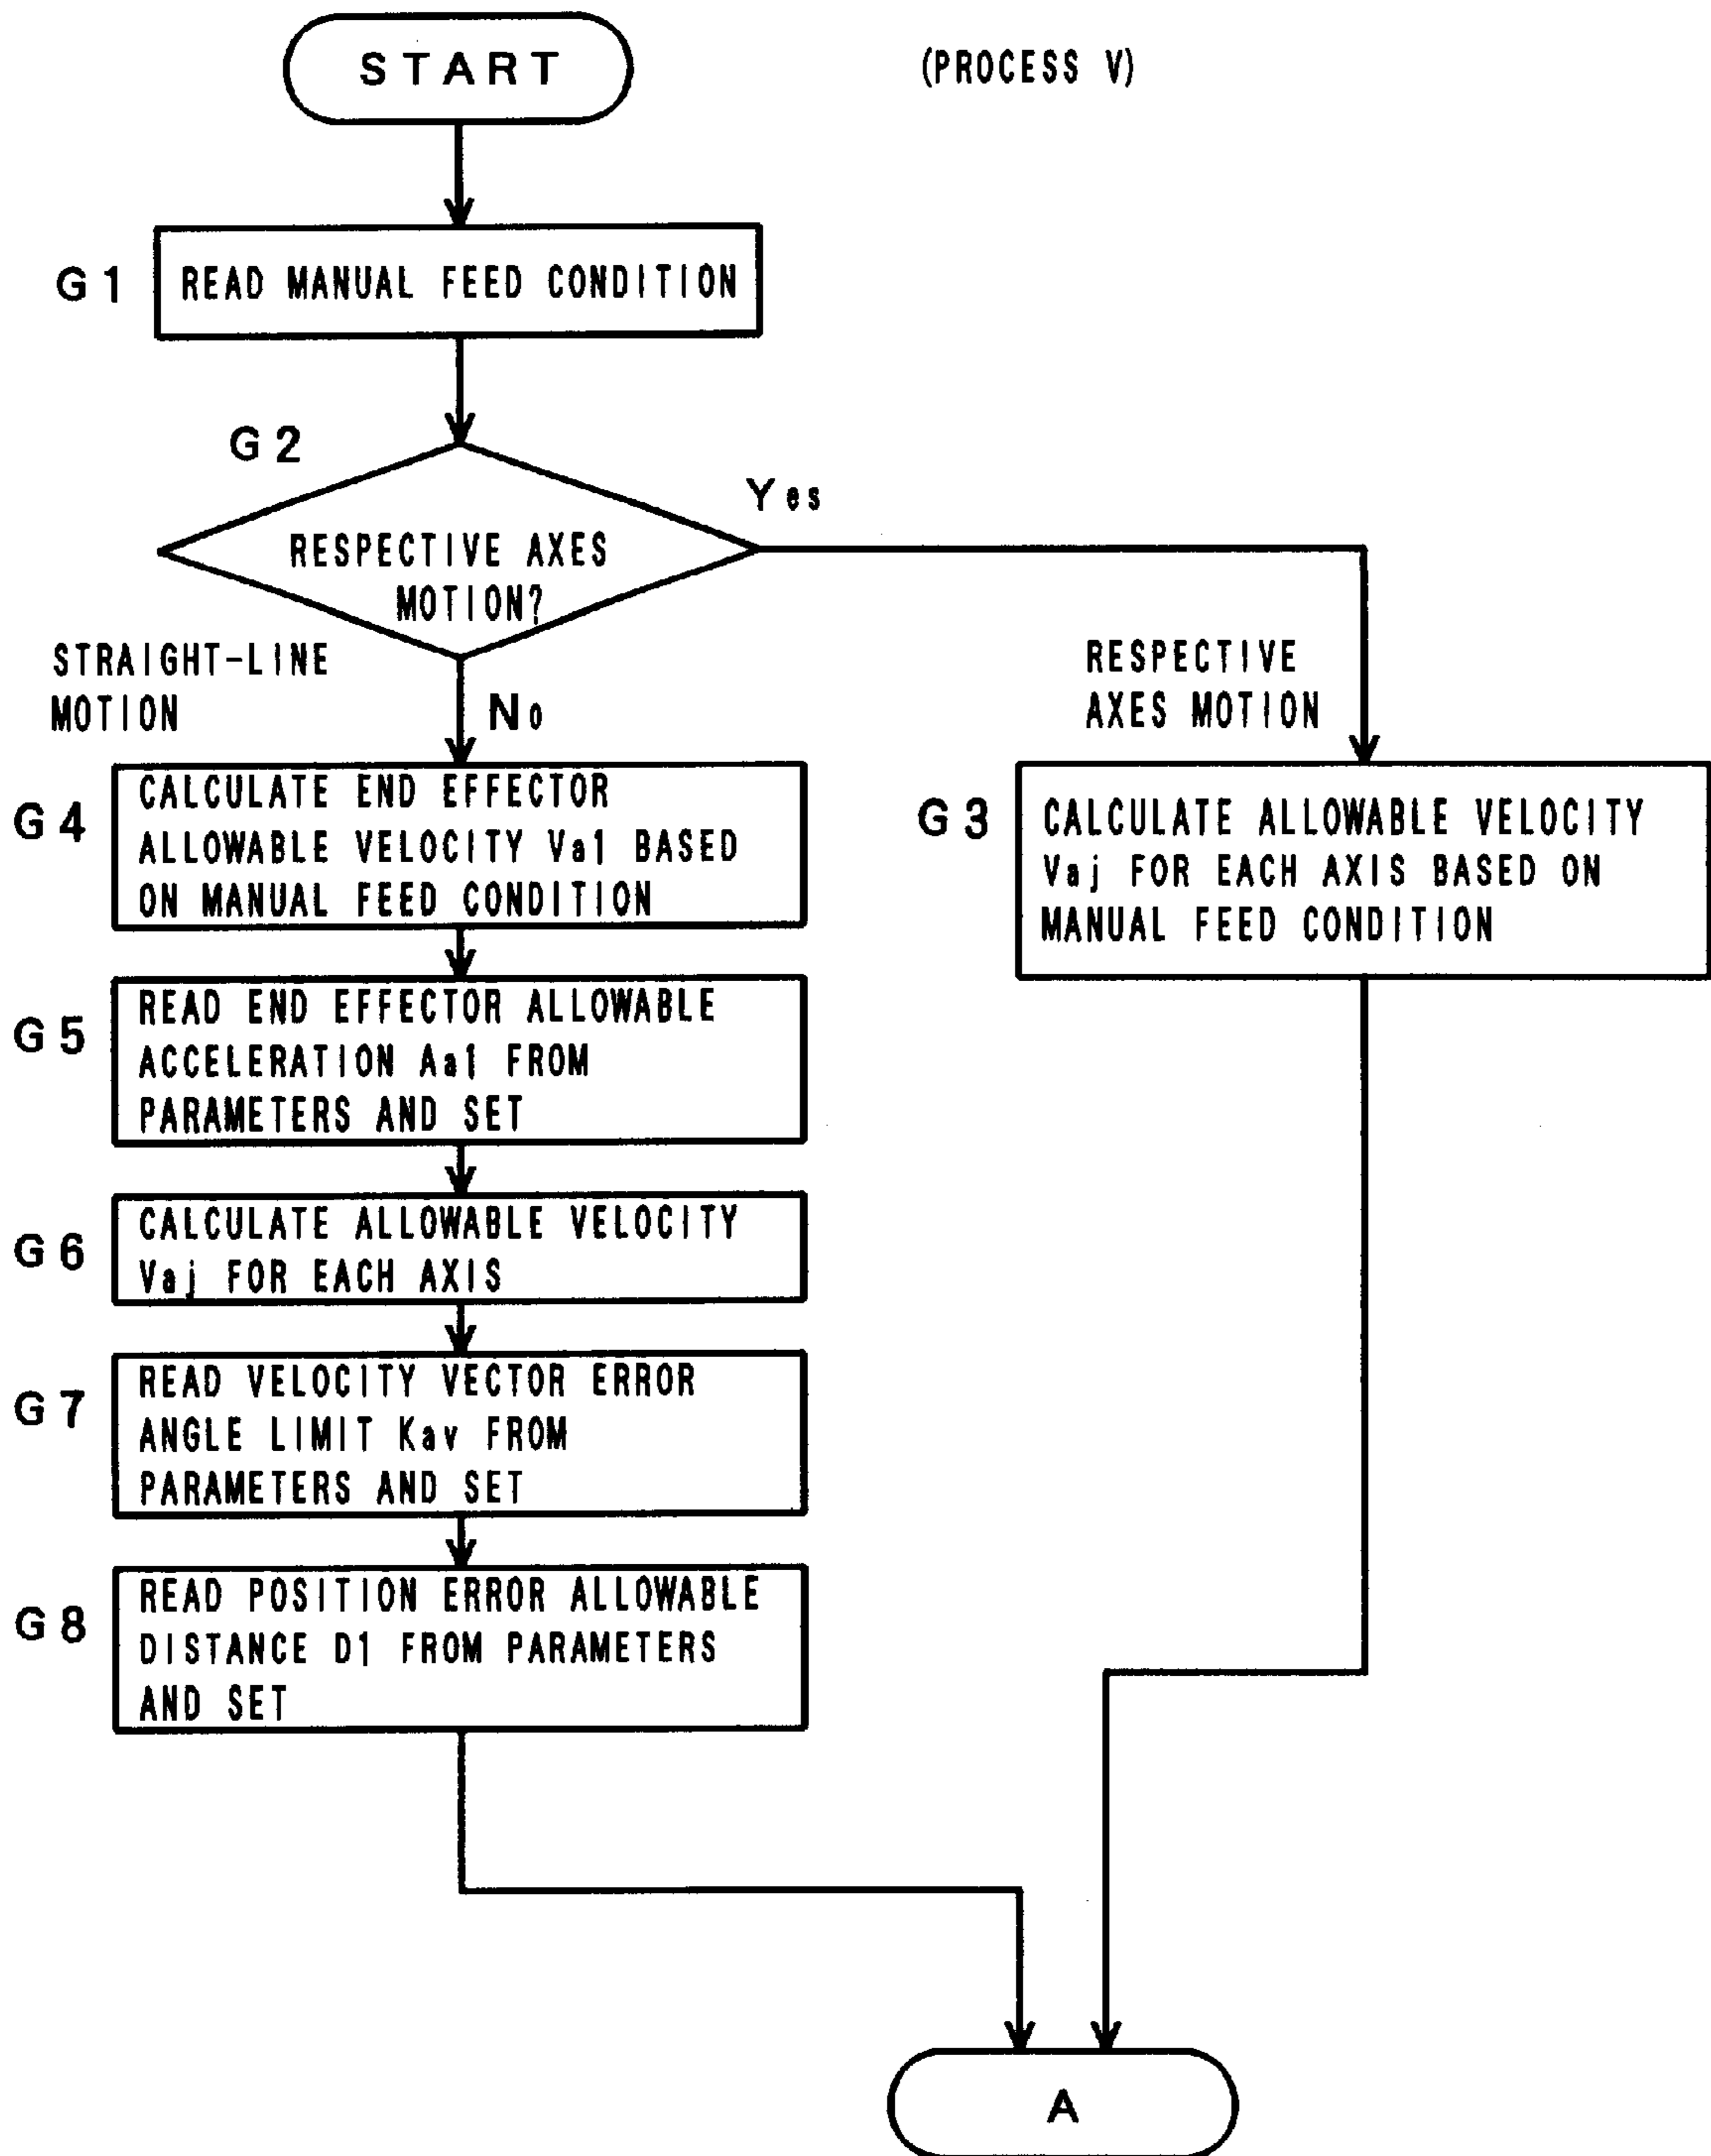 START
(PROCESS V)
G1
READ MANUAL FEED CONDITION
G2
Yes
RESPECTIVE AXES
MOTION?
STRAIGHT-LINE
MOTION
No
RESPECTIVE
AXES MOTION
G4
CALCULATE END EFFECTOR
ALLOWABLE VELOCITY Va1 BASED
ON MANUAL FEED CONDITION
G3
CALCULATE ALLOWABLE VELOCITY
Vaj FOR EACH AXIS BASED ON
MANUAL FEED CONDITION
G5
READ END EFFECTOR ALLOWABLE
ACCELERATION Aa1 FROM
PARAMETERS AND SET
G6
CALCULATE ALLOWABLE VELOCITY
Vaj FOR EACH AXIS
G7
READ VELOCITY VECTOR ERROR
ANGLE LIMIT Kav FROM
PARAMETERS AND SET
G8
READ POSITION ERROR ALLOWABLE
DISTANCE D1 FROM PARAMETERS
AND SET
A